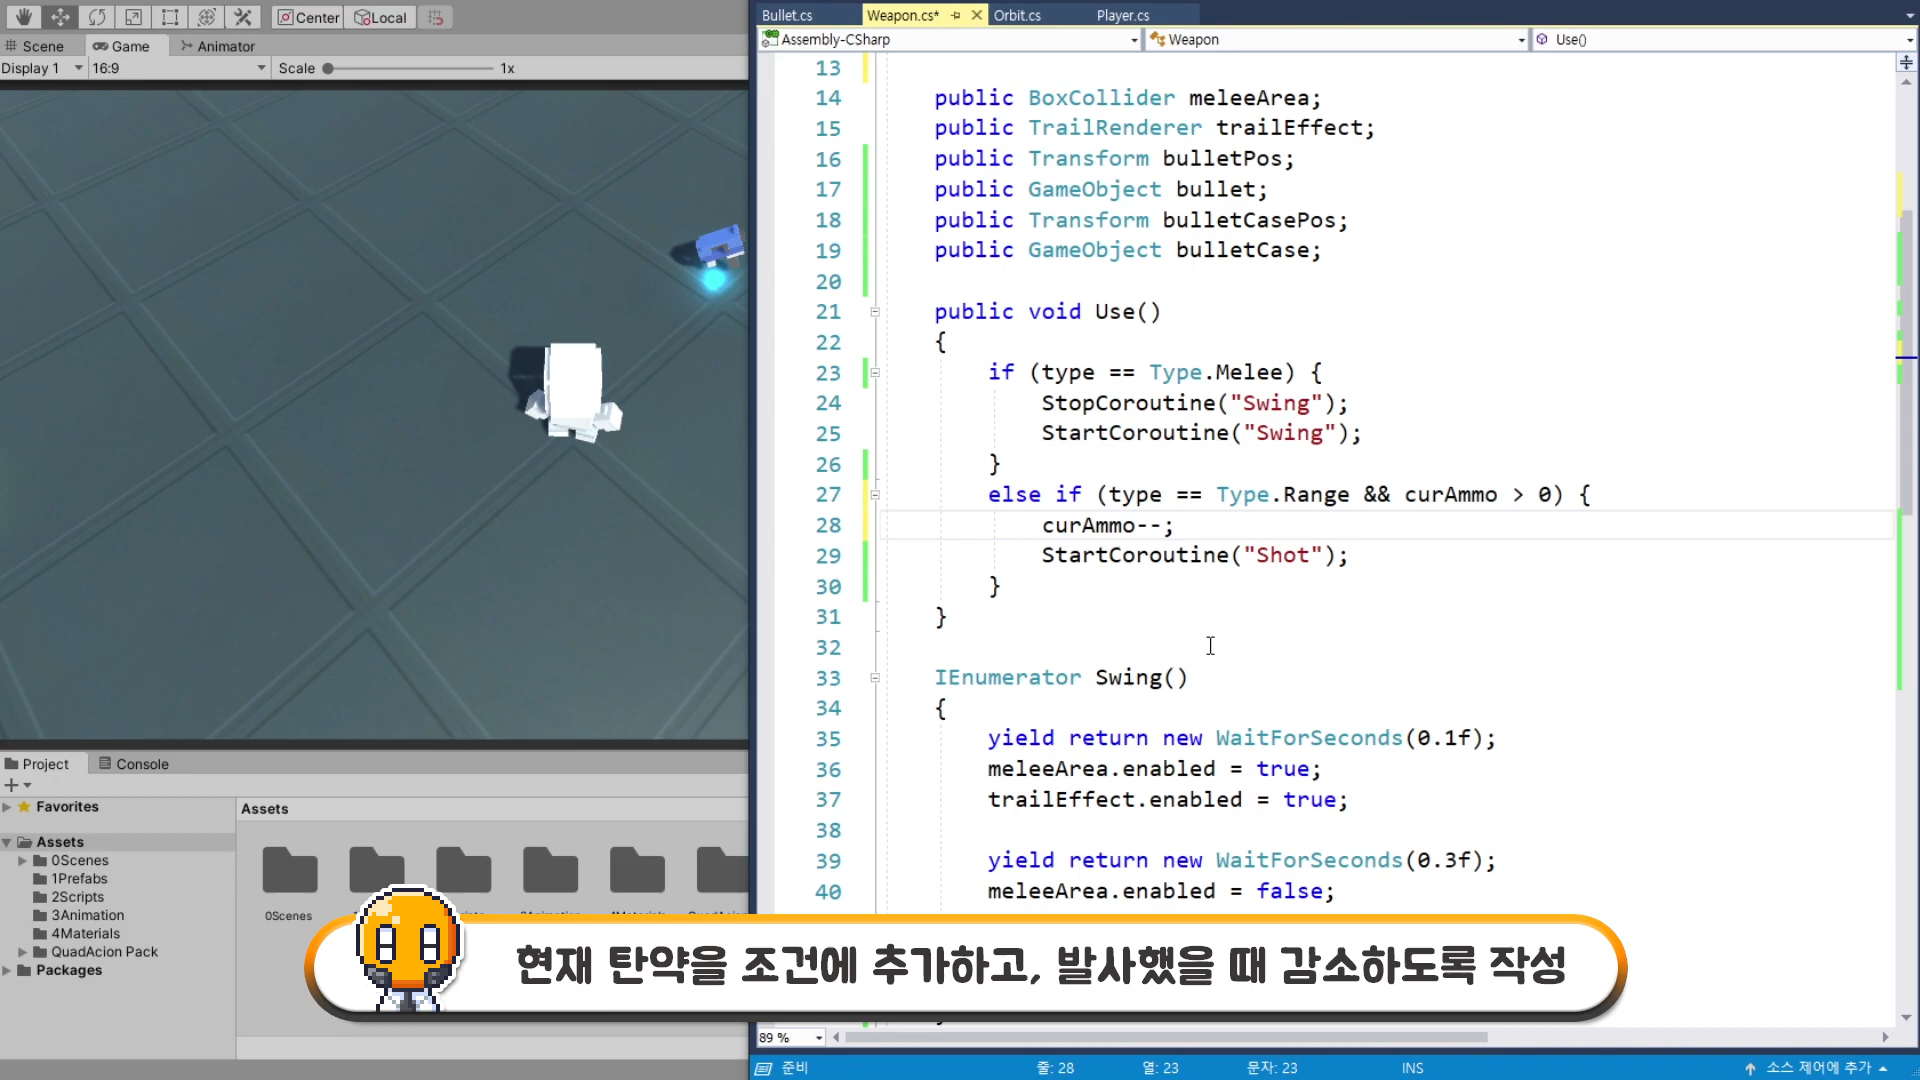 Center
Local
Scene
Game
Animator
Display 1
16:9
Scale
1x
Project
Console
Favorites
Assets
0Scenes
1Prefabs
2Scripts
3Animation
4Materials
QuadAcion Pack
Packages
Assets
0Scenes
Bullet.cs
Weapon.cs*
Orbit.cs
Player.cs
Assembly-CSharp
Weapon
Use()
13
14 public BoxCollider meleeArea;
15 public TrailRenderer trailEffect;
16 public Transform bulletPos;
17 public GameObject bullet;
18 public Transform bulletCasePos;
19 public GameObject bulletCase;
20
21 public void Use()
22 {
23 if (type == Type.Melee) {
24 StopCoroutine("Swing");
25 StartCoroutine("Swing");
26 }
27 else if (type == Type.Range && curAmmo > 0) {
28 curAmmo--;
29 StartCoroutine("Shot");
30 }
31 }
32
33 IEnumerator Swing()
34 {
35 yield return new WaitForSeconds(0.1f);
36 meleeArea.enabled = true;
37 trailEffect.enabled = true;
38
39 yield return new WaitForSeconds(0.3f);
40 meleeArea.enabled = false;
현재 탄약을 조건에 추가하고, 발사했을 때 감소하도록 작성
89 %
준비
줄: 28
열: 23
문자: 23
INS
소스 제어에 추가